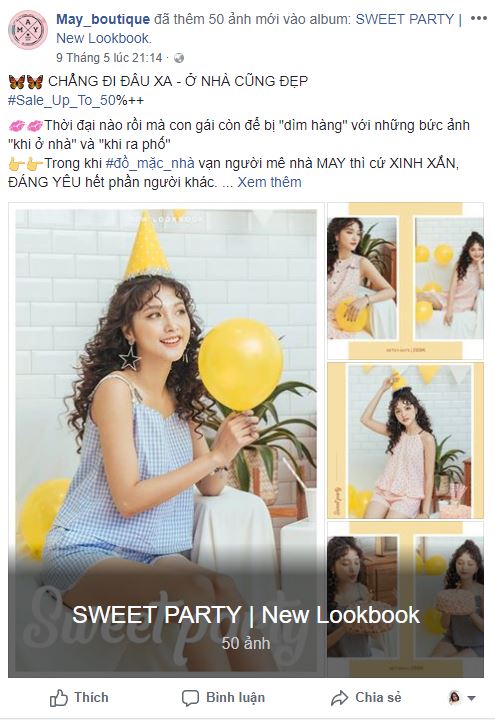 May_boutique đã thêm 50 ảnh mới vào album: SWEET PARTY |
New Lookbook.
9 Tháng 5 lúc 21:14
CHẲNG ĐI ĐÂU XA - Ở NHÀ CŨNG ĐẸP
#Sale_Up_To_50%++
Thời đại nào rồi mà con gái còn để bị "dìm hàng" với những bức ảnh
"khi ở nhà" và "khi ra phố"
Trong khi #đồ_mặc_nhà vạn người mê nhà MAY thì cứ XINH XẮN,
ĐÁNG YÊU hết phần người khác. ... Xem thêm
NEW LOOKBOOK
Sweet party
SWEET PARTY | New Lookbook
50 ảnh
Sweet party
Thích
Bình luận
Chia sẻ